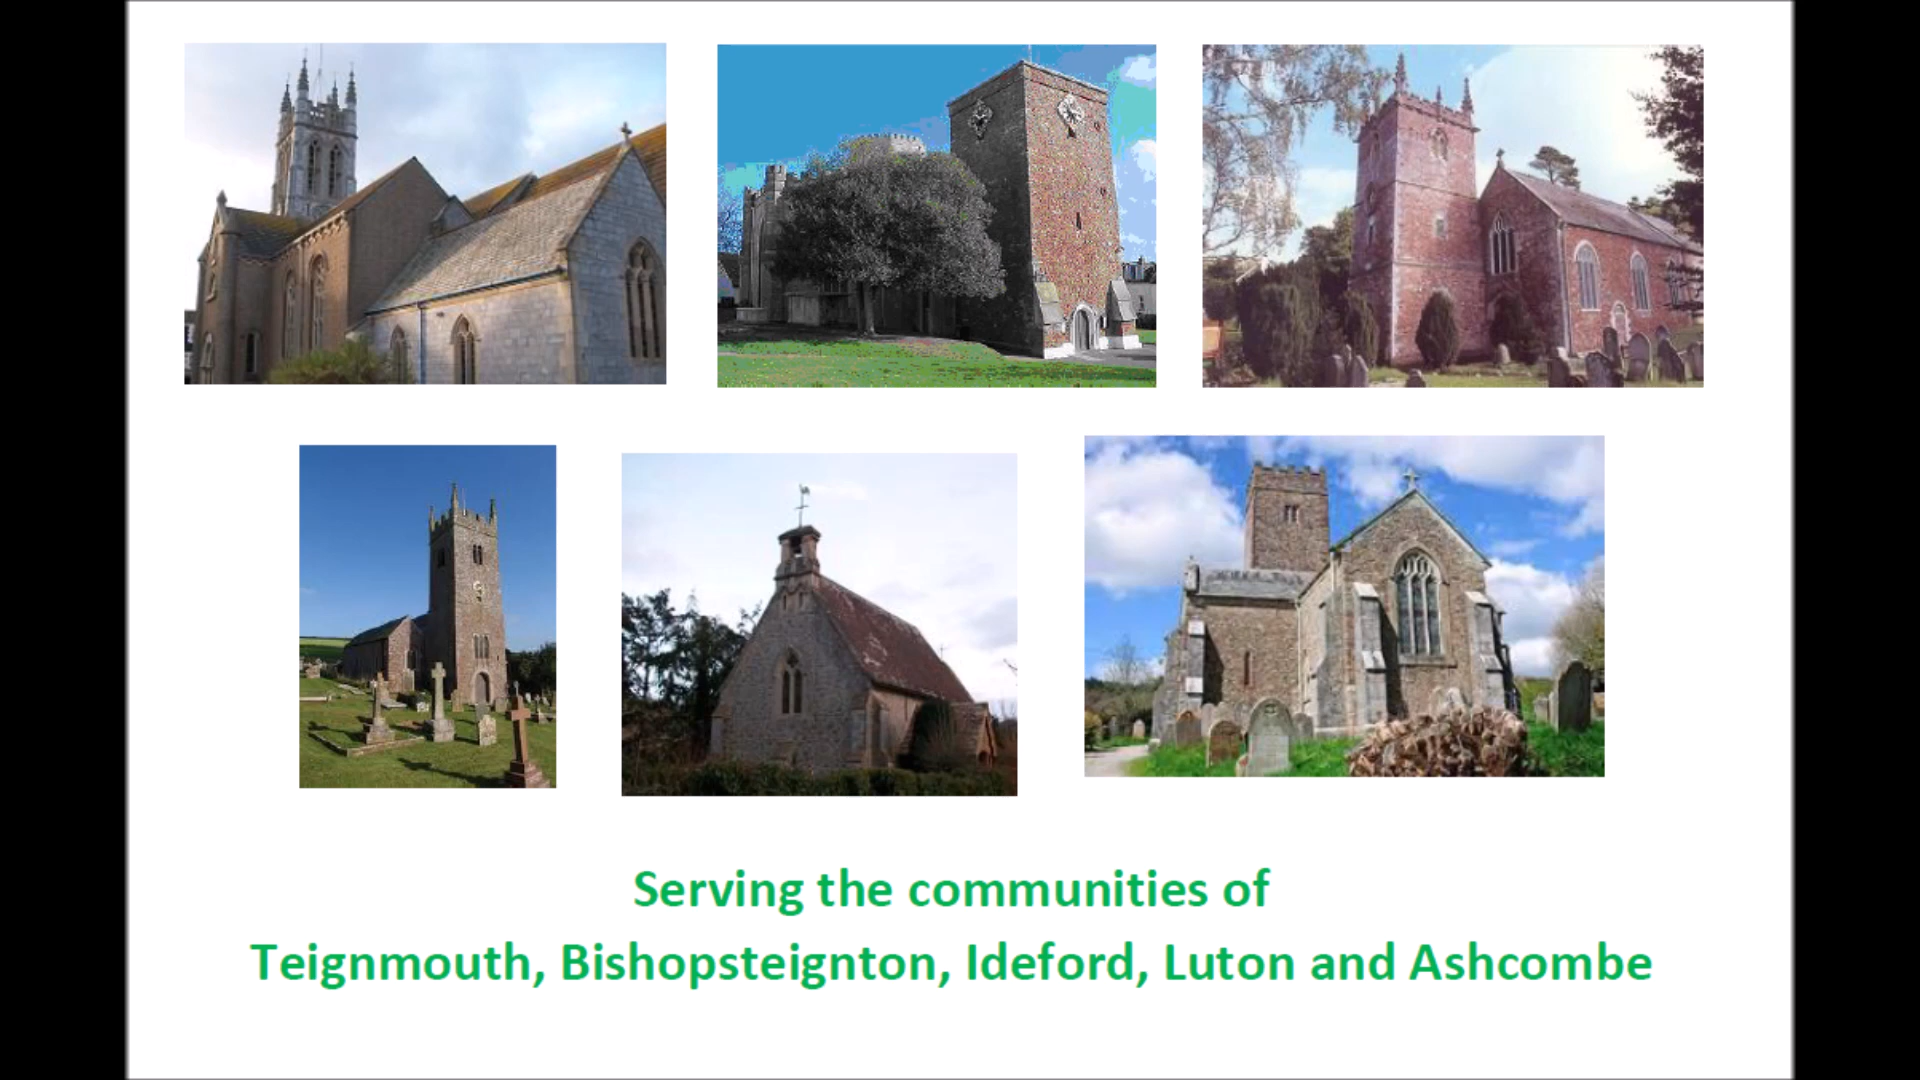 Serving the communities of
Teignmouth, Bishopsteignton, Ideford, Luton and Ashcombe